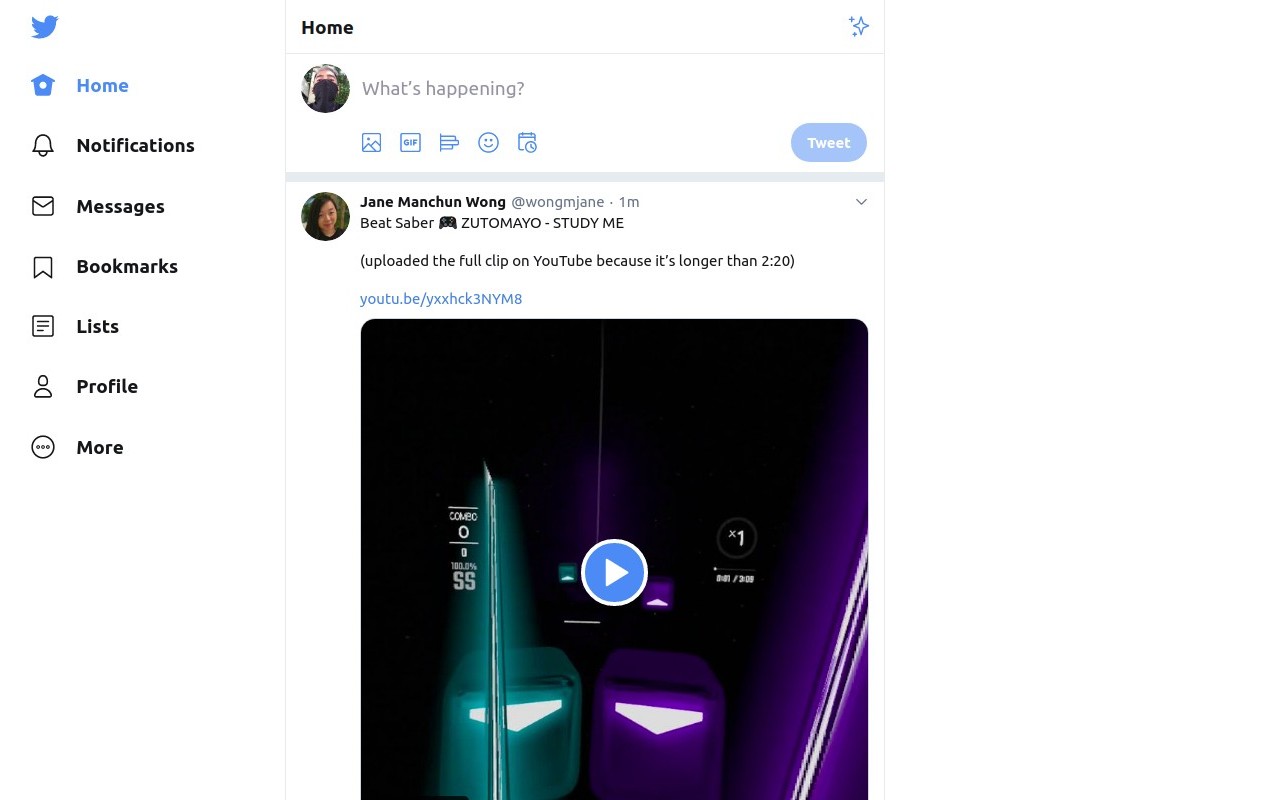 Home
What's happening?
GIF
Tweet
Home
Notifications
Messages
Bookmarks
Lists
Profile
More
Jane Manchun Wong @wongmjane · 1m
Beat Saber 🎮 ZUTOMAYO - STUDY ME
(uploaded the full clip on YouTube because it's longer than 2:20)
youtu.be/yxxhck3NYM8
COMBO
0
0
100.0%
SS
x1
0:01 / 3:09